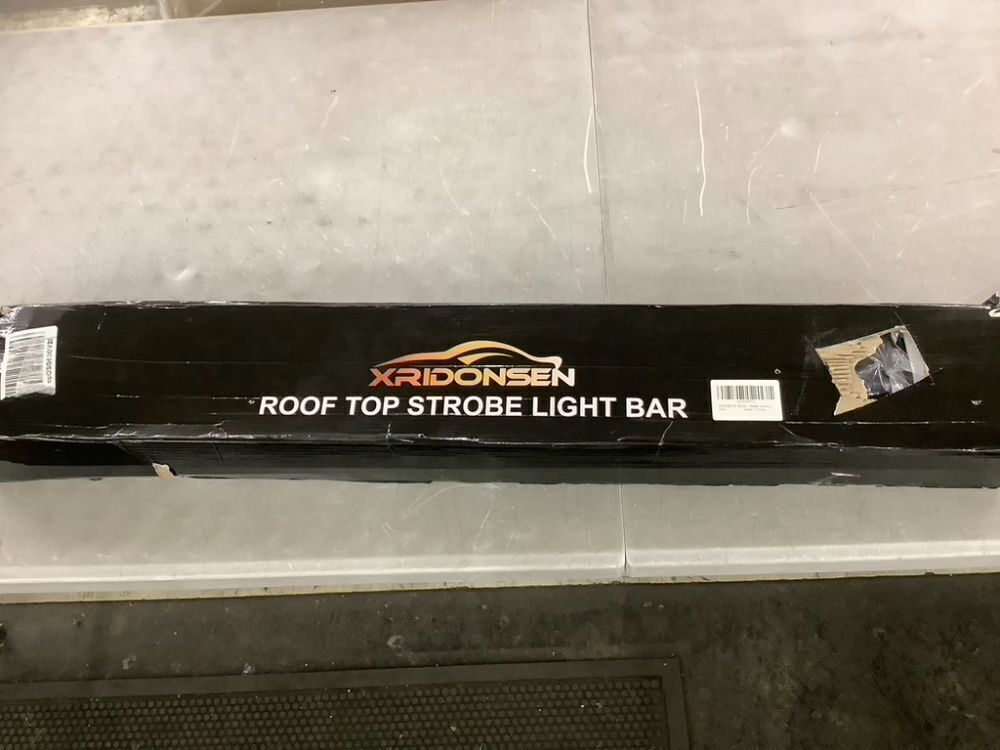 XRIDONSEN
ROOF TOP STROBE LIGHT BAR